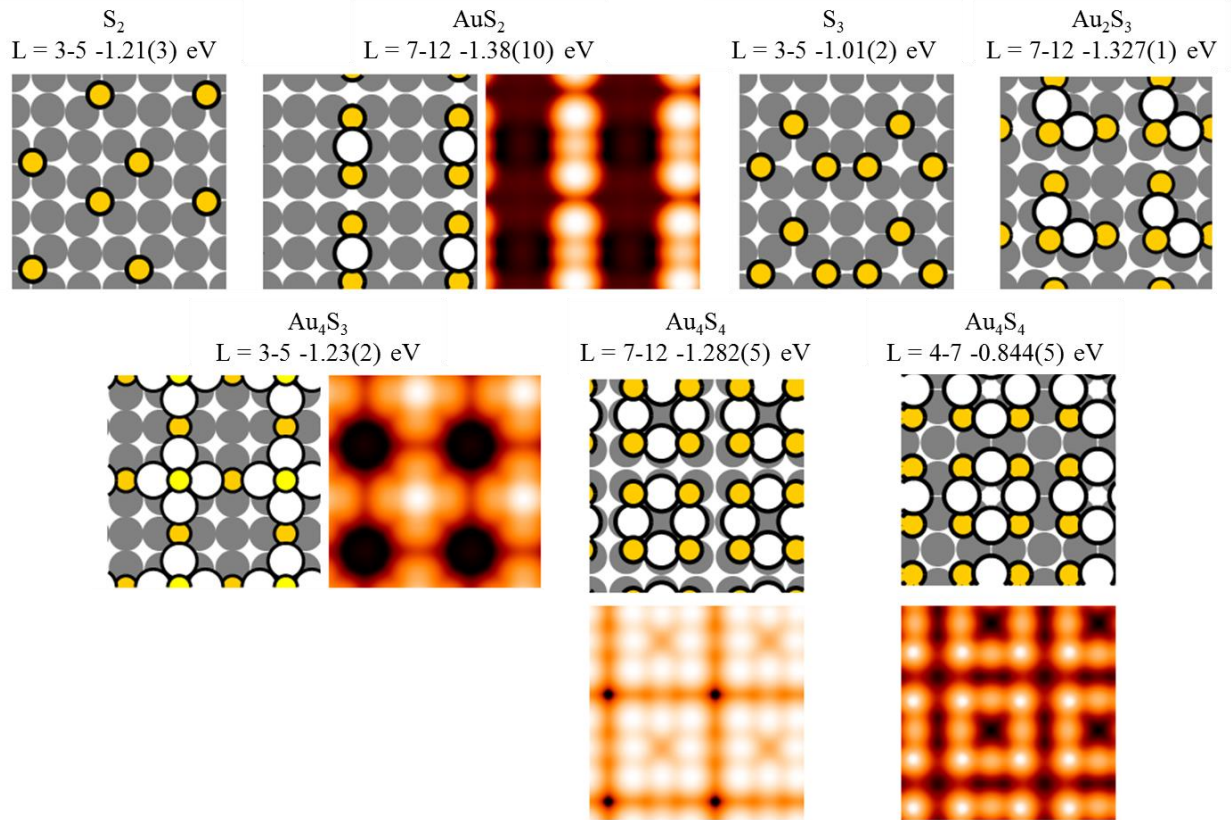 S₂
L = 3-5 -1.21(3) eV
AuS₂
L = 7-12 -1.38(10) eV
S₃
L = 3-5 -1.01(2) eV
Au₂S₃
L = 7-12 -1.327(1) eV
Au₄S₃
L = 3-5 -1.23(2) eV
Au₄S₄
L = 7-12 -1.282(5) eV
Au₄S₄
L = 4-7 -0.844(5) eV